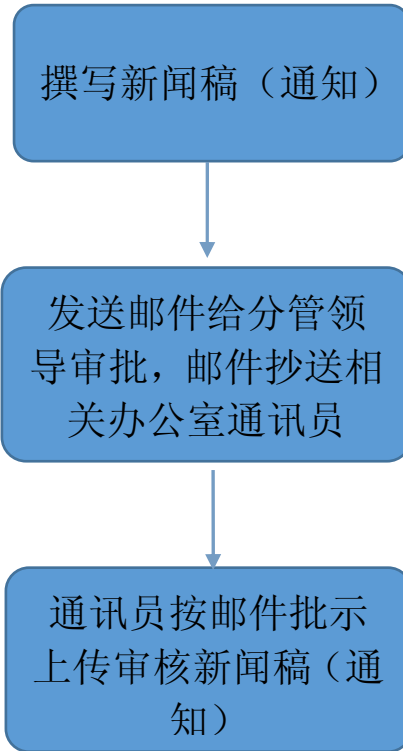 撰写新闻稿（通知）
发送邮件给分管领
导审批，邮件抄送相
关办公室通讯员
通讯员按邮件批示
上传审核新闻稿（通
知）